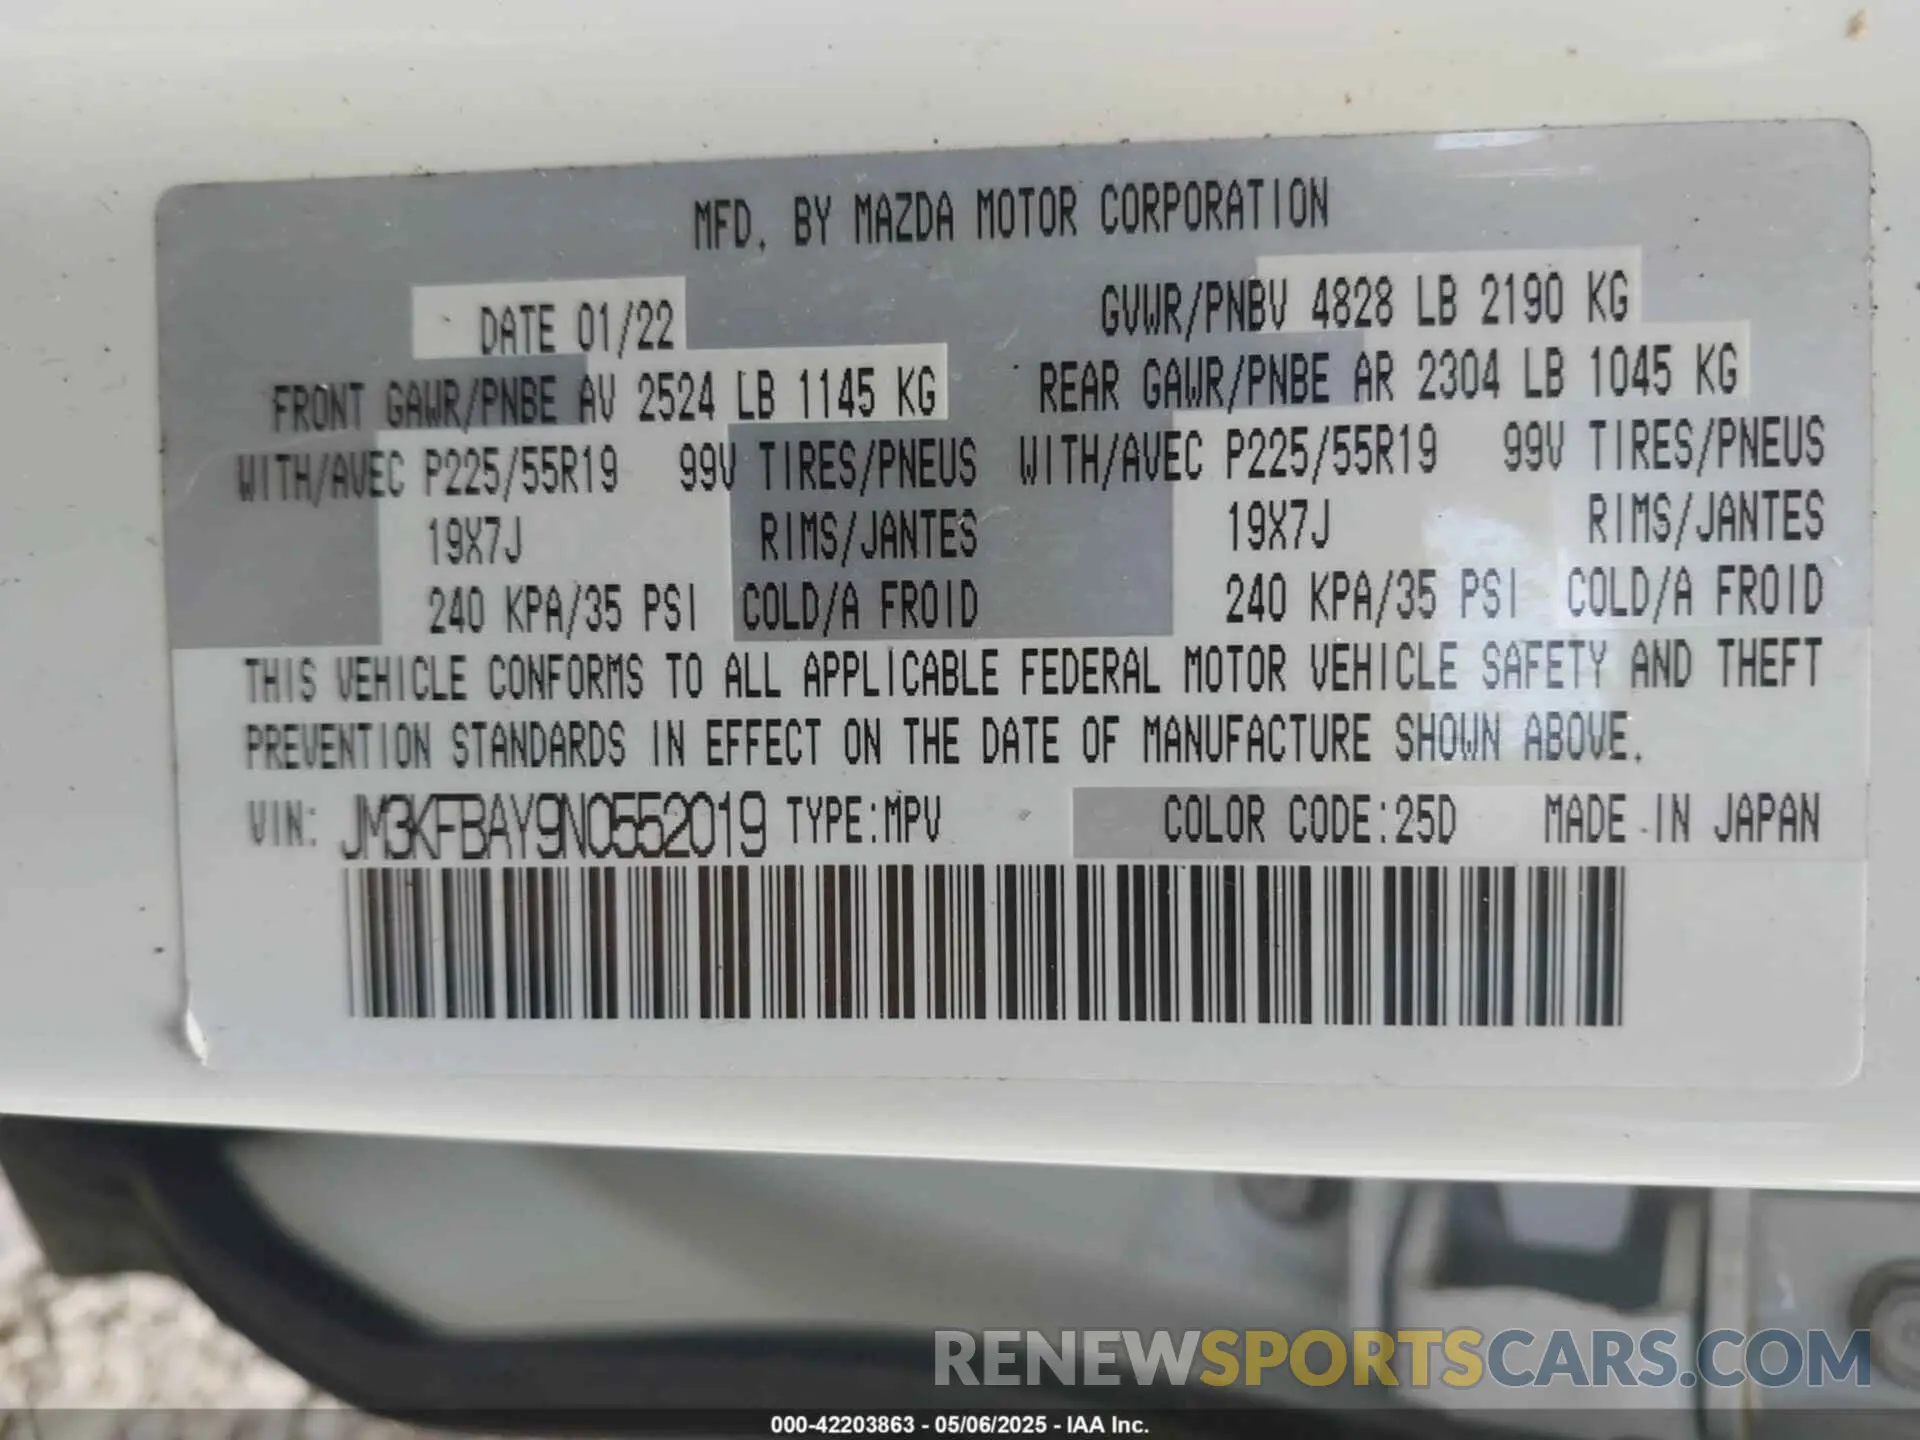 MFD. BY MAZDA MOTOR CORPORATION
DATE 01/22 GVWR/PNBV 4828 LB 2190 KG
FRONT GAWR/PNBE AV 2524 LB 1145 KG REAR GAWR/PNBE AR 2304 LB 1045 KG
WITH/AVEC P225/55R19 99V TIRES/PNEUS WITH/AVEC P225/55R19 99V TIRES/PNEUS
19X7J RIMS/JANTES 19X7J RIMS/JANTES
240 KPA/35 PSI COLD/A FROID 240 KPA/35 PSI COLD/A FROID
THIS VEHICLE CONFORMS TO ALL APPLICABLE FEDERAL MOTOR VEHICLE SAFETY AND THEFT
PREVENTION STANDARDS IN EFFECT ON THE DATE OF MANUFACTURE SHOWN ABOVE.
VIN: JM3KFBAY9N0552019 TYPE:MPV COLOR CODE:25D MADE IN JAPAN
RENEWSPORTSCARS.COM
000-42203863 - 05/06/2025 - IAA Inc.